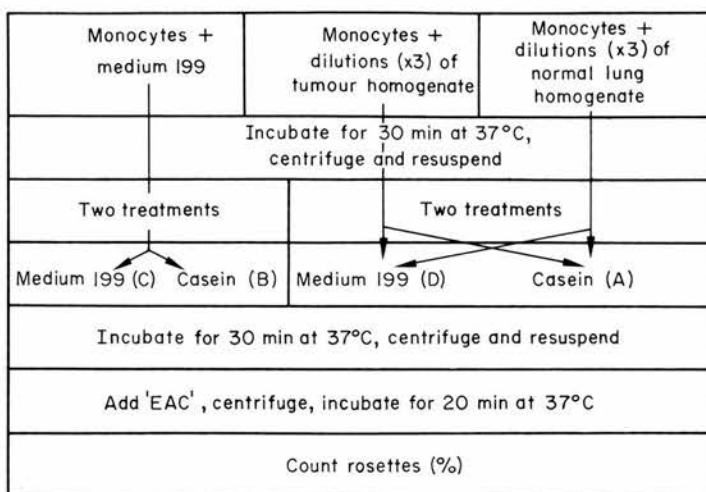 Monocytes +
medium 199
Monocytes +
dilutions (x3) of
tumour homogenate
Monocytes +
dilutions (x3) of
normal lung
homogenate
Incubate for 30 min at 37°C,
centrifuge and resuspend
Two treatments
Two treatments
Medium 199 (C)
Casein (B)
Medium 199 (D)
Casein (A)
Incubate for 30 min at 37°C, centrifuge and resuspend
Add 'EAC', centrifuge, incubate for 20 min at 37°C
Count rosettes (%)